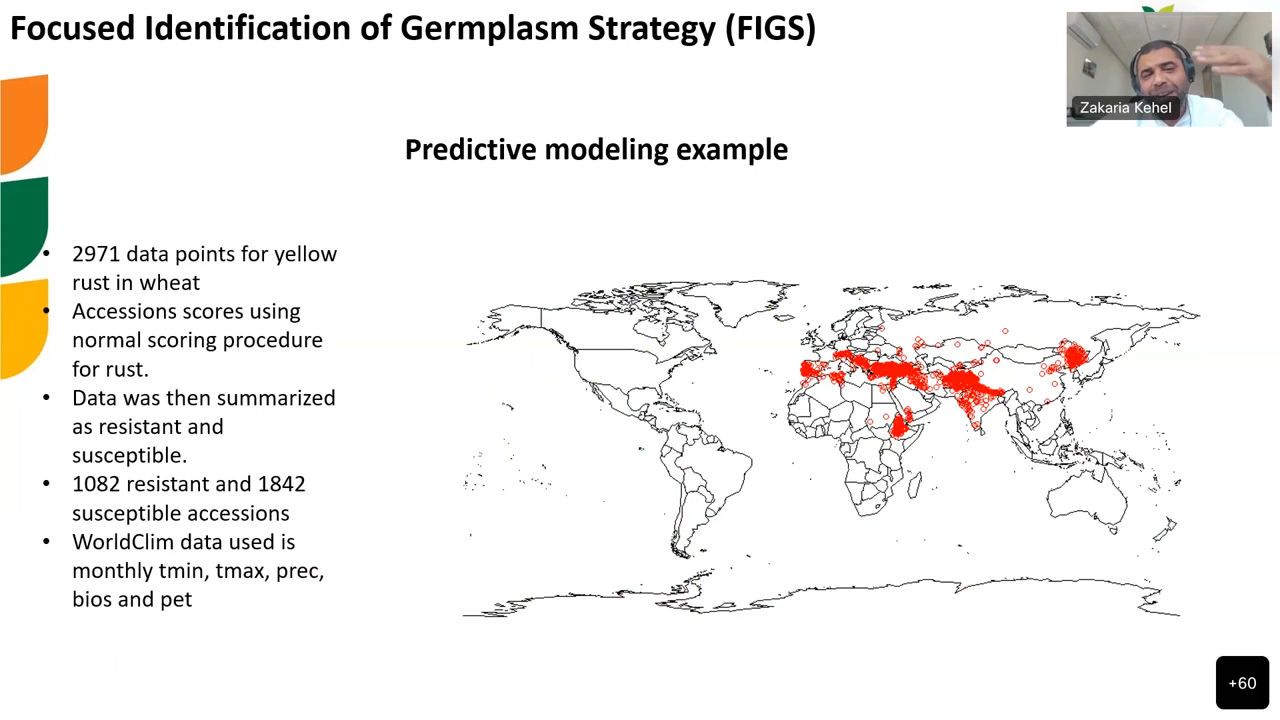 Focused Identification of Germplasm Strategy (FIGS)
Zakaria Kehel
Predictive modeling example
• 2971 data points for yellow
rust in wheat
• Accessions scores using
normal scoring procedure
for rust.
• Data was then summarized
as resistant and
susceptible.
• 1082 resistant and 1842
susceptible accessions
• WorldClim data used is
monthly tmin, tmax, prec,
bios and pet
+60